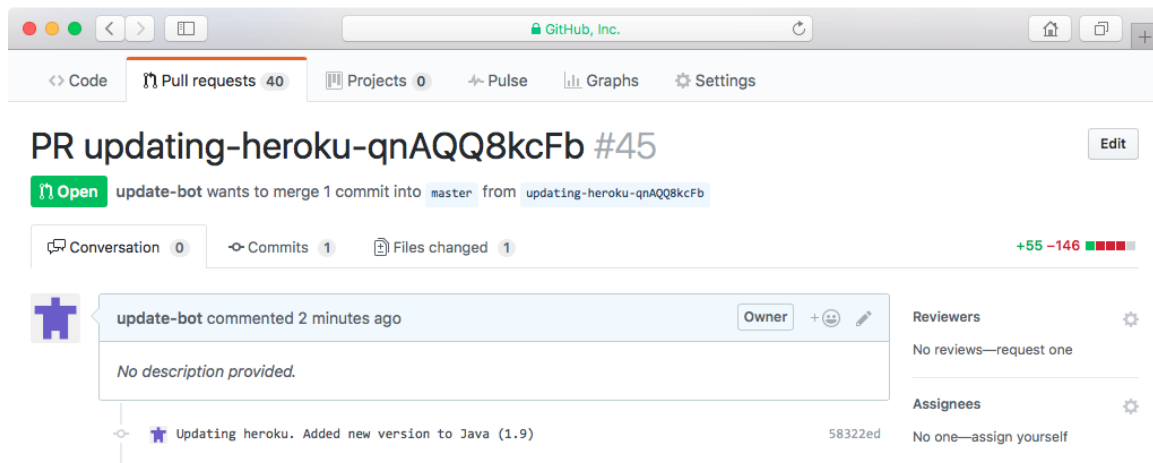 GitHub, Inc.
Code Pull requests 40 Projects 0 Pulse Graphs Settings
PR updating-heroku-qnAQQ8kcFb #45
Edit
Open update-bot wants to merge 1 commit into master from updating-heroku-qnAQQ8kcFb
Conversation 0 Commits 1 Files changed 1 +55 −146
update-bot commented 2 minutes ago Owner
No description provided.
Updating heroku. Added new version to Java (1.9) 58322ed
Reviewers
No reviews—request one
Assignees
No one—assign yourself